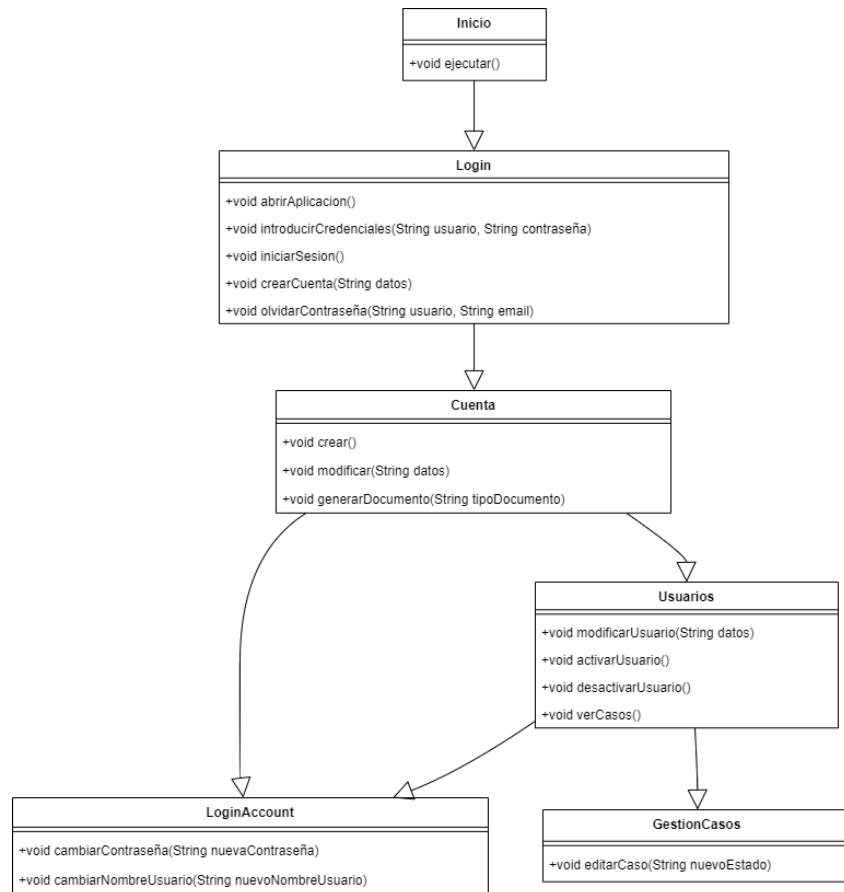 Inicio
+void ejecutar()
Login
+void abrirAplicacion()
+void introducirCredenciales(String usuario, String contraseña)
+void iniciarSesion()
+void crearCuenta(String datos)
+void olvidarContraseña(String usuario, String email)
Cuenta
+void crear()
+void modificar(String datos)
+void generarDocumento(String tipoDocumento)
Usuarios
+void modificarUsuario(String datos)
+void activarUsuario()
+void desactivarUsuario()
+void verCasos()
LoginAccount
+void cambiarContraseña(String nuevaContraseña)
+void cambiarNombreUsuario(String nuevoNombreUsuario)
GestionCasos
+void editarCaso(String nuevoEstado)